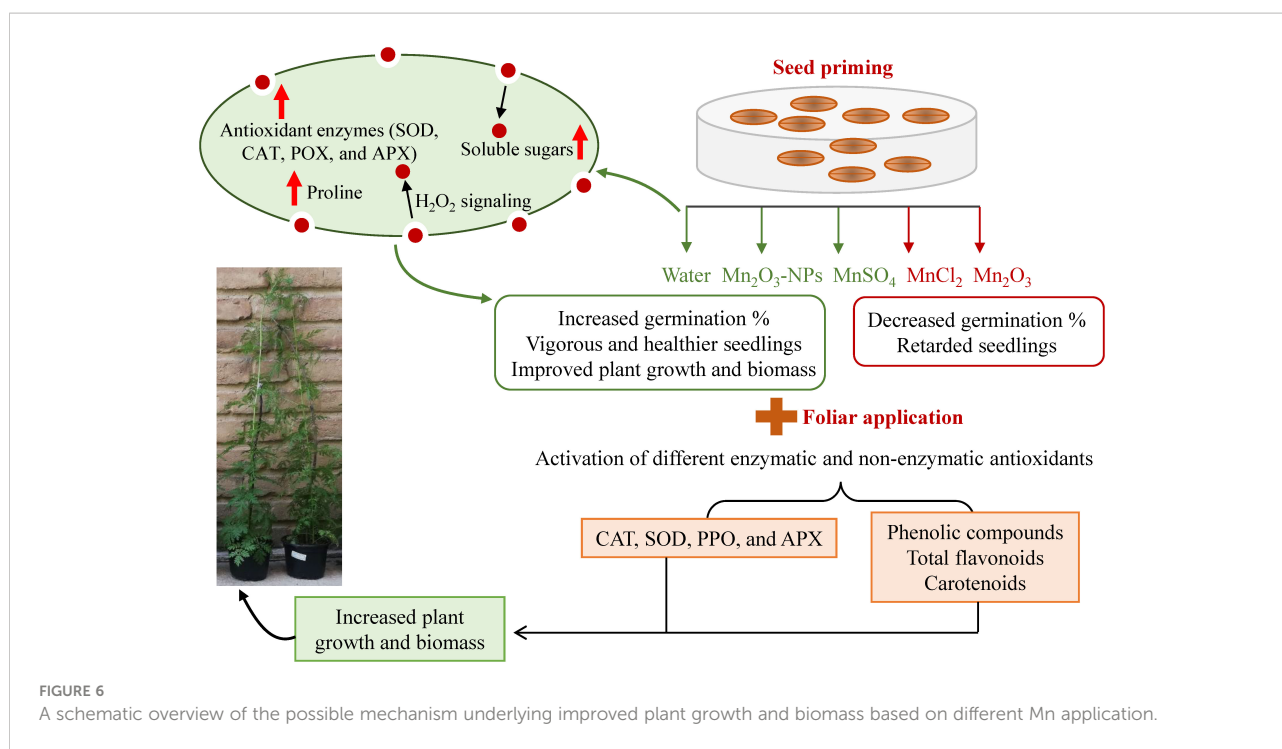 Seed priming
Antioxidant enzymes (SOD,
CAT, POX, and APX)
Soluble sugars
Proline
H₂O₂ signaling
Water Mn₂O₃-NPs MnSO₄ MnCl₂ Mn₂O₃
Increased germination %
Vigorous and healthier seedlings
Improved plant growth and biomass
Decreased germination %
Retarded seedlings
Foliar application
Activation of different enzymatic and non-enzymatic antioxidants
CAT, SOD, PPO, and APX
Phenolic compounds
Total flavonoids
Carotenoids
Increased plant
growth and biomass
FIGURE 6
A schematic overview of the possible mechanism underlying improved plant growth and biomass based on different Mn application.